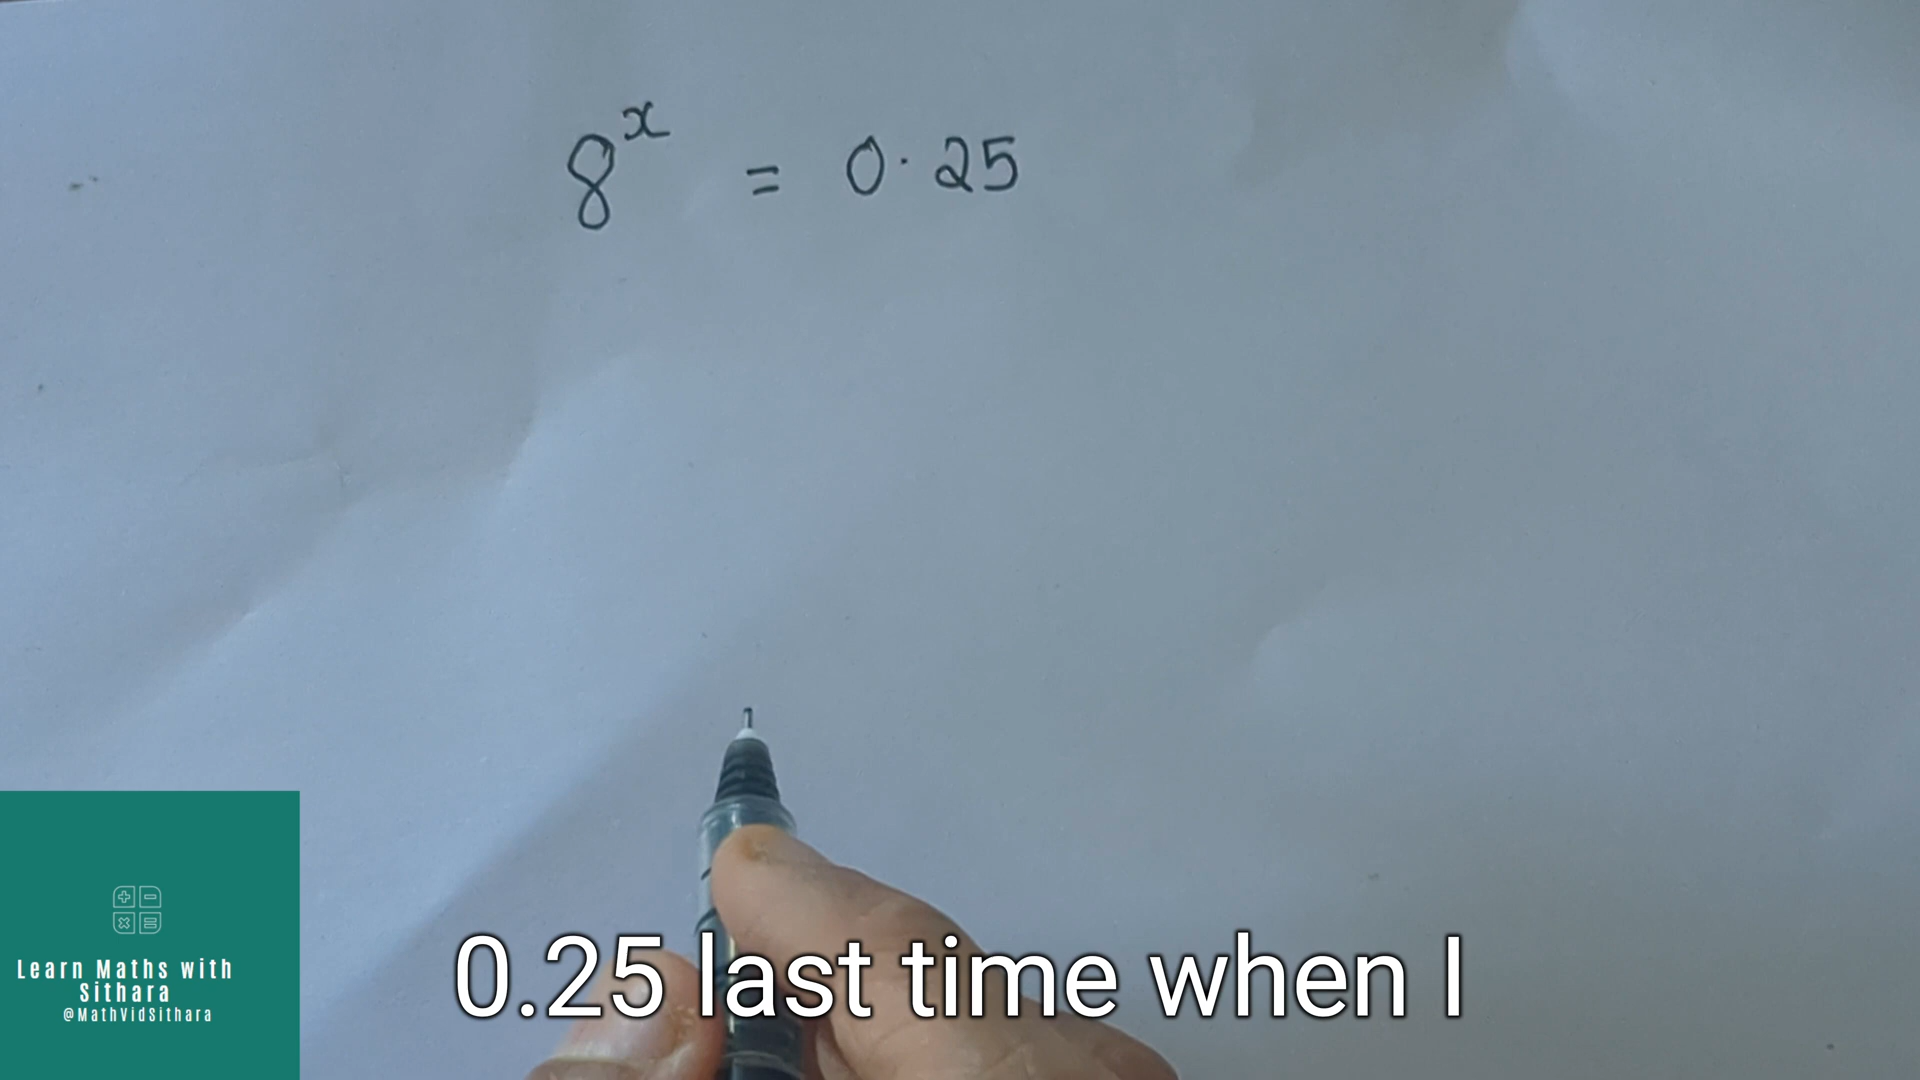 8^x = 0.25
Learn Maths with
Sithara
@MathVidSithara
0.25 last time when I